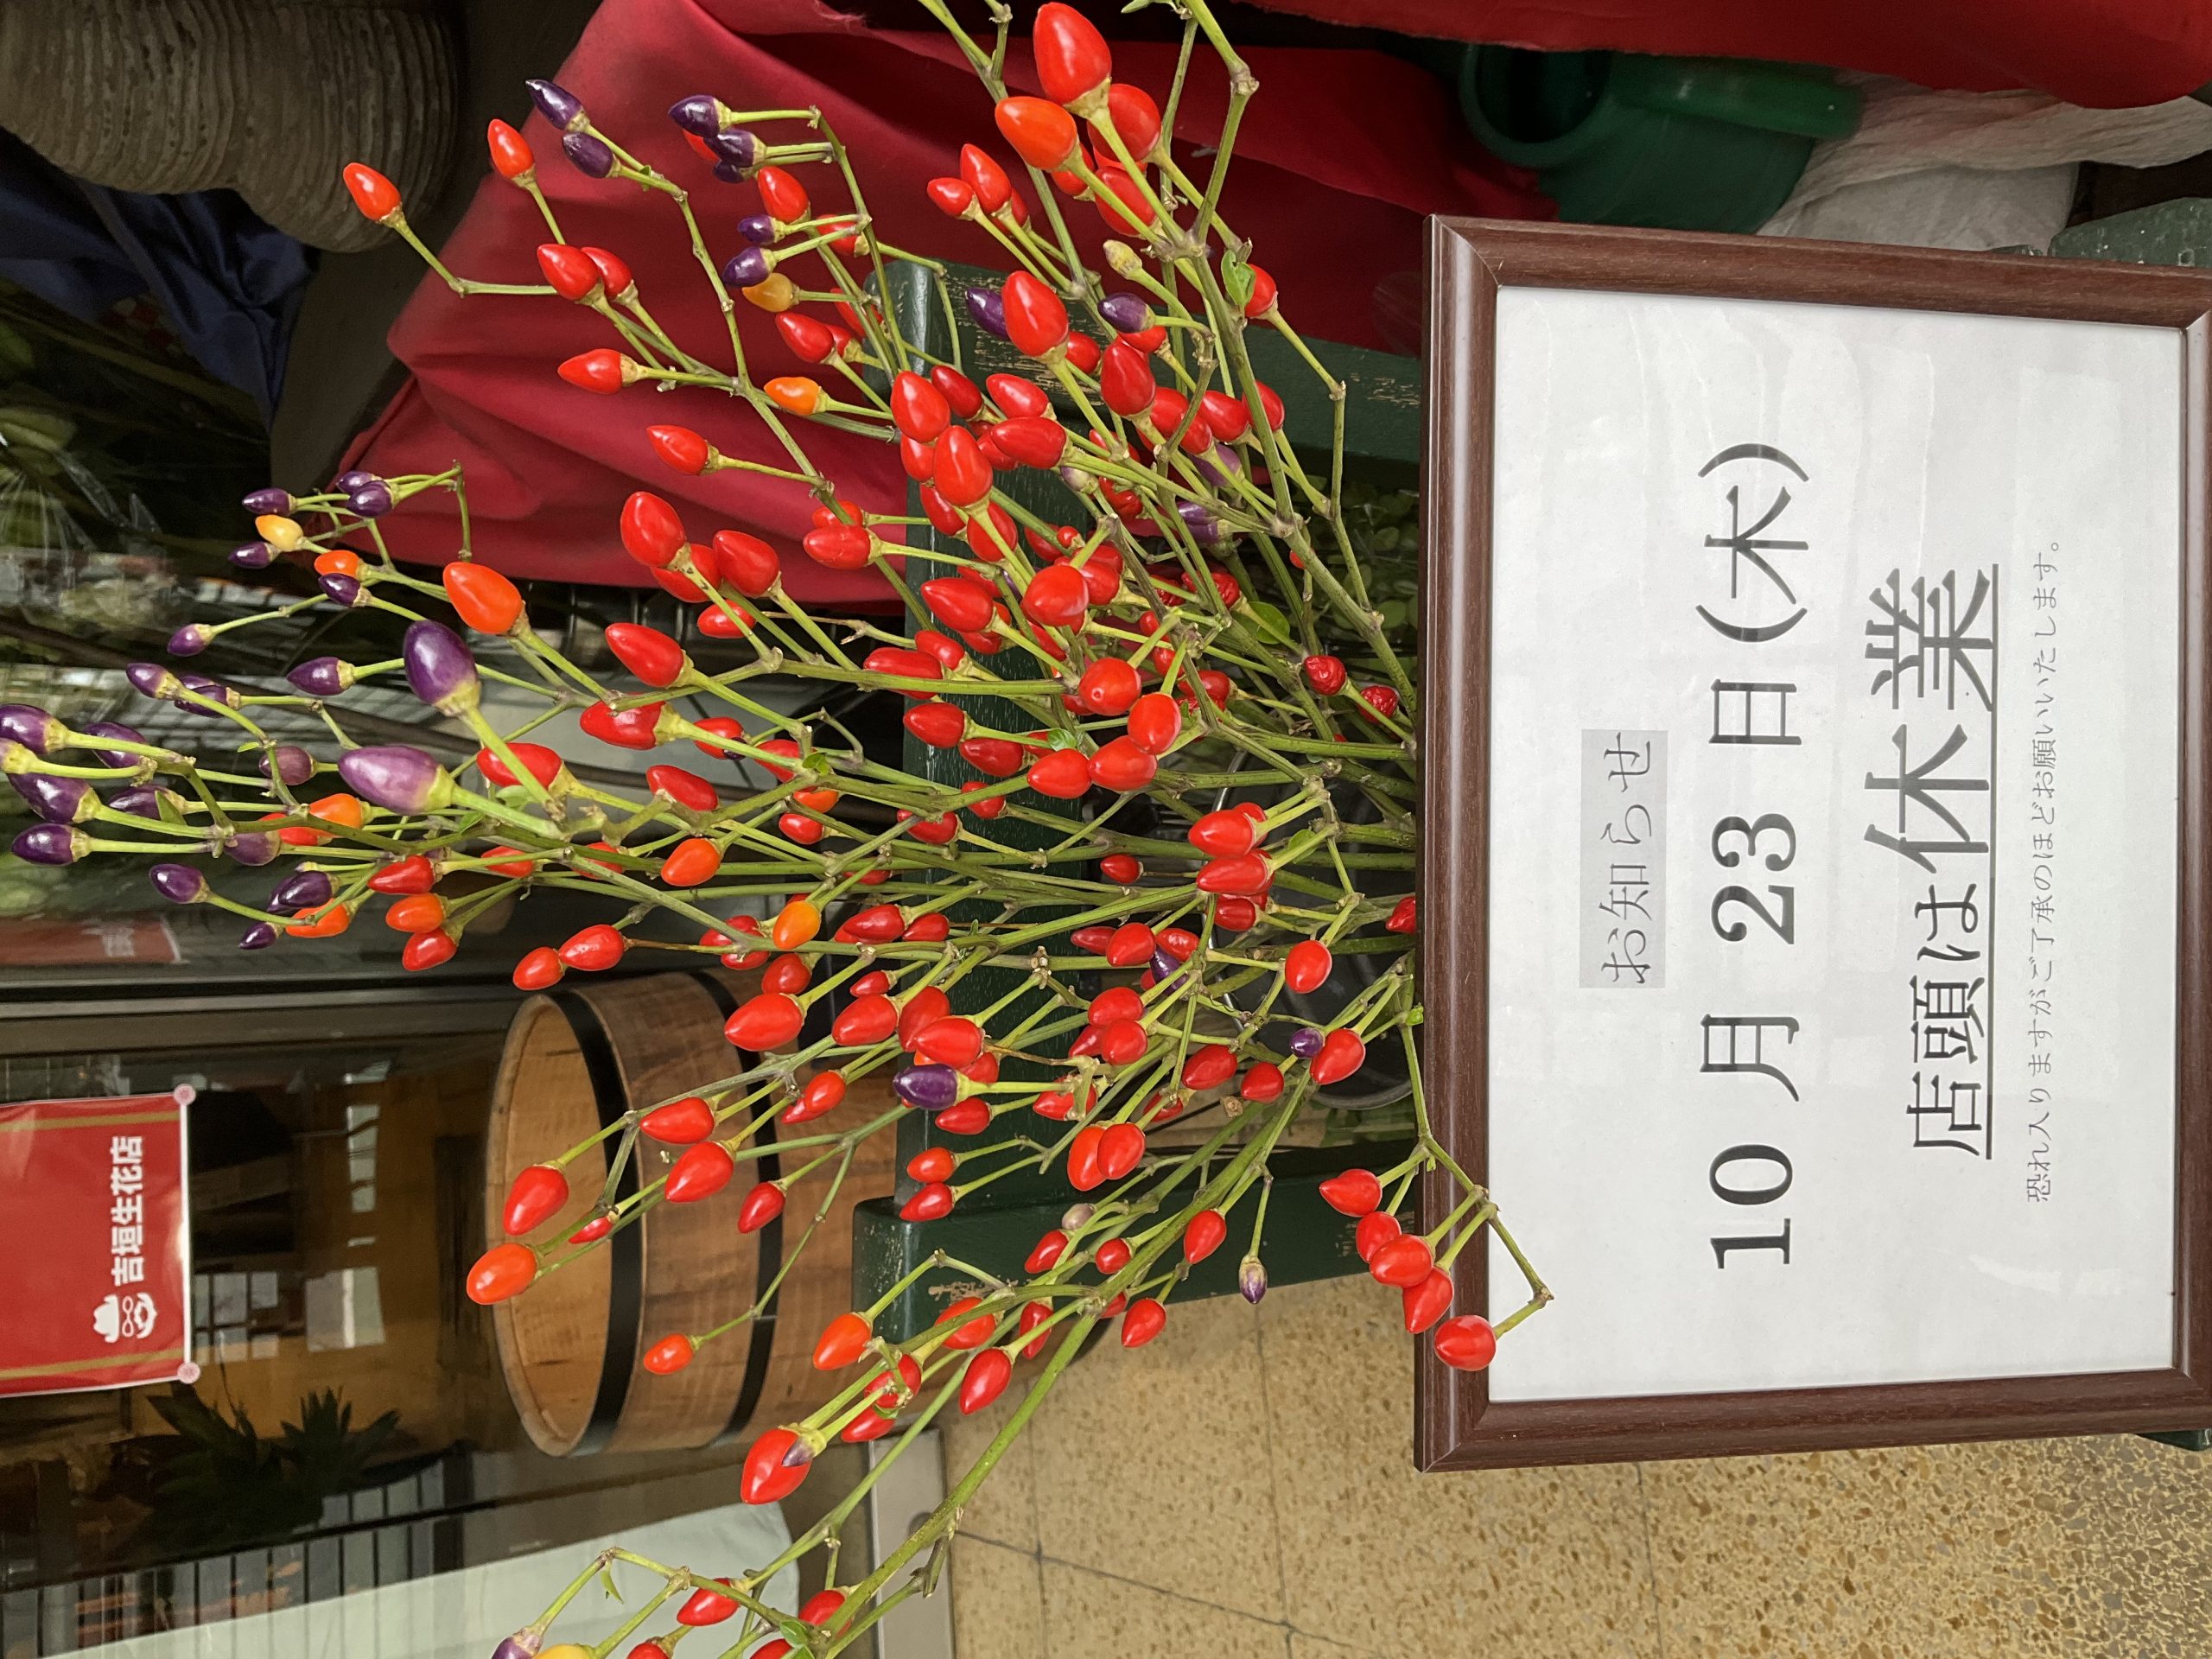 吉垣生花店
お知らせ
10月23日(木)
店頭は休業
恐れ入りますがご了承のほどお願いいたします。